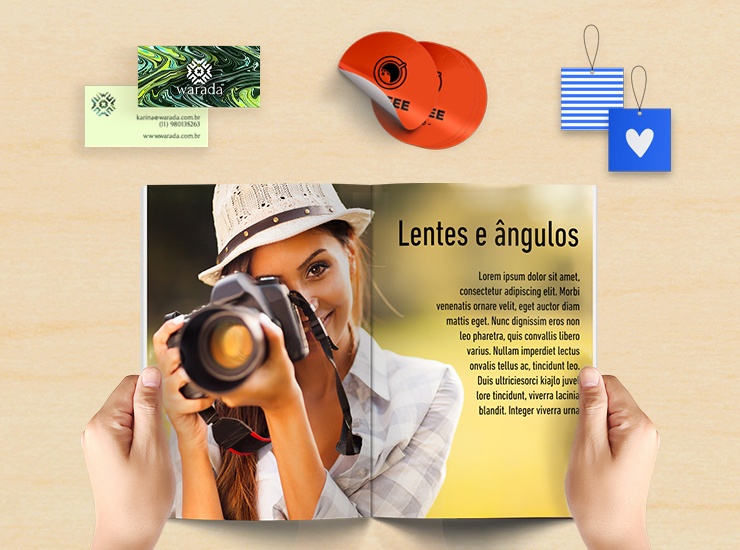 warada
karina@warada.com.br
(11) 980135263
www.warada.com.br
Lentes e ângulos
Lorem ipsum dolor sit amet,
consectetur adipiscing elit. Morbi
venenatis ornare velit, eget auctor diam
mattis eget. Nunc dignissim eros non
leo pharetra, quis convallis libero
varius. Nullam imperdiet lectus
onvalis tellus ac, tincidunt leo.
Duis ultriciesorci kiajlo juvel
lore tincidunt, viverra lacinia
blandit. Integer viverra urna